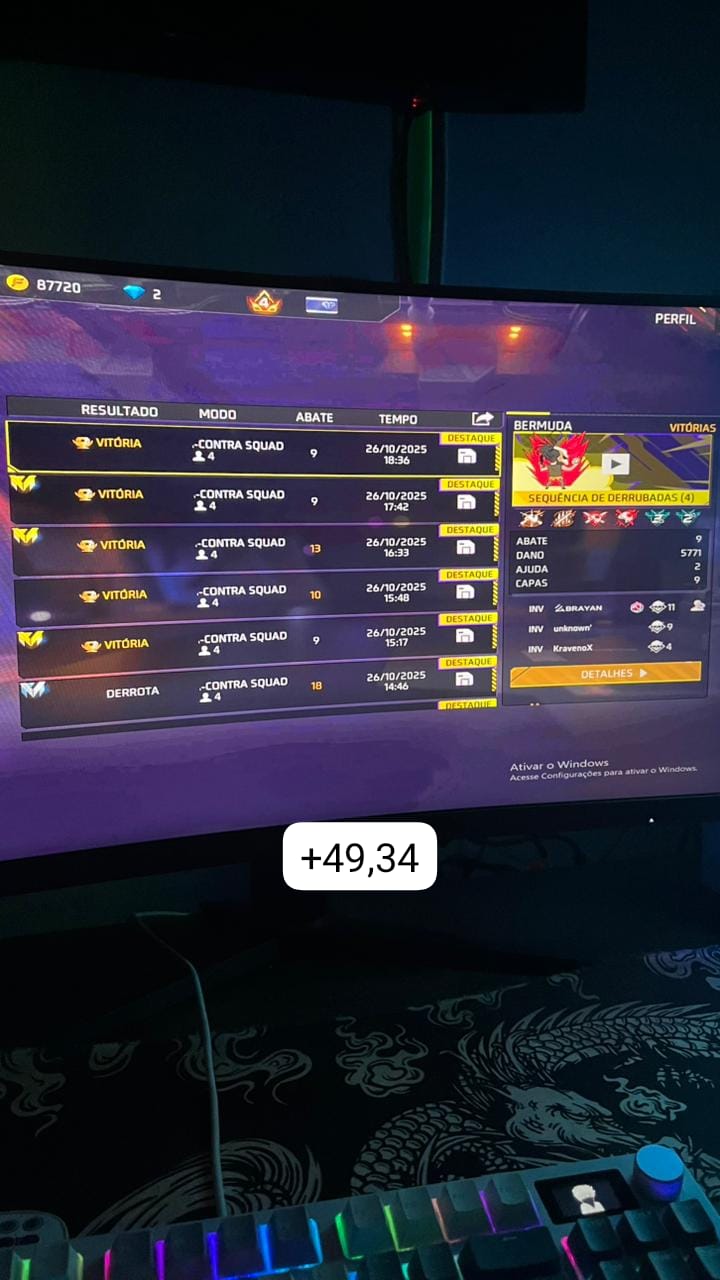 87720
2
4
PERFIL
RESULTADO MODO ABATE TEMPO
VITÓRIA CONTRA SQUAD 4 9 26/10/2025 18:36 DESTAQUE
VITÓRIA CONTRA SQUAD 4 9 26/10/2025 17:42 DESTAQUE
VITÓRIA CONTRA SQUAD 4 13 26/10/2025 16:33 DESTAQUE
VITÓRIA CONTRA SQUAD 4 10 26/10/2025 15:48 DESTAQUE
VITÓRIA CONTRA SQUAD 4 9 26/10/2025 15:17 DESTAQUE
DERROTA CONTRA SQUAD 4 18 26/10/2025 14:46 DESTAQUE
DESTAQUE
BERMUDA VITÓRIAS
SEQUÊNCIA DE DERRUBADAS (4)
ABATE 9
DANO 5771
AJUDA 2
CAPAS 9
INV BRAYAN 11
INV unknown' 9
INV KravenoX 4
DETALHES
Ativar o Windows
Acesse Configurações para ativar o Windows.
+49,34